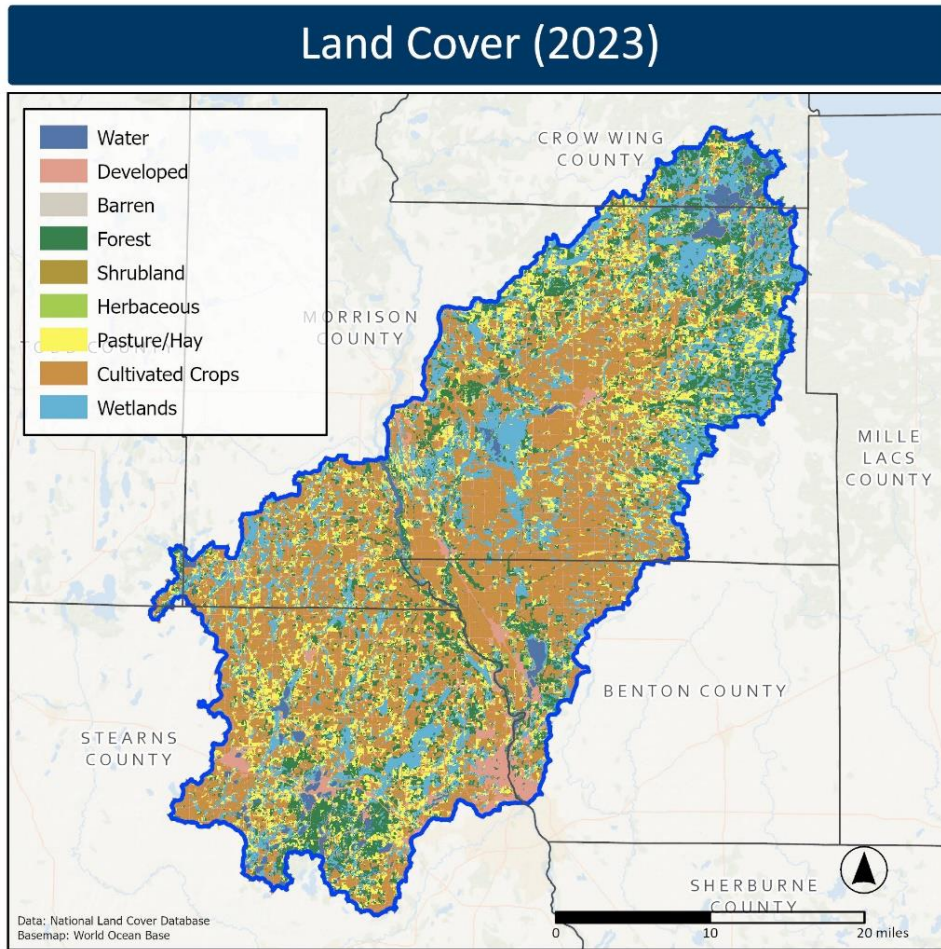 Land Cover (2023)
Water
Developed
Barren
Forest
Shrubland
Herbaceous
Pasture/Hay
Cultivated Crops
Wetlands
CROW WING
COUNTY
MORRISON
COUNTY
MILLE
LACS
COUNTY
BENTON COUNTY
STEARNS
COUNTY
SHERBURNE
COUNTY
Data: National Land Cover Database
Basemap: World Ocean Base
0 10 20 miles